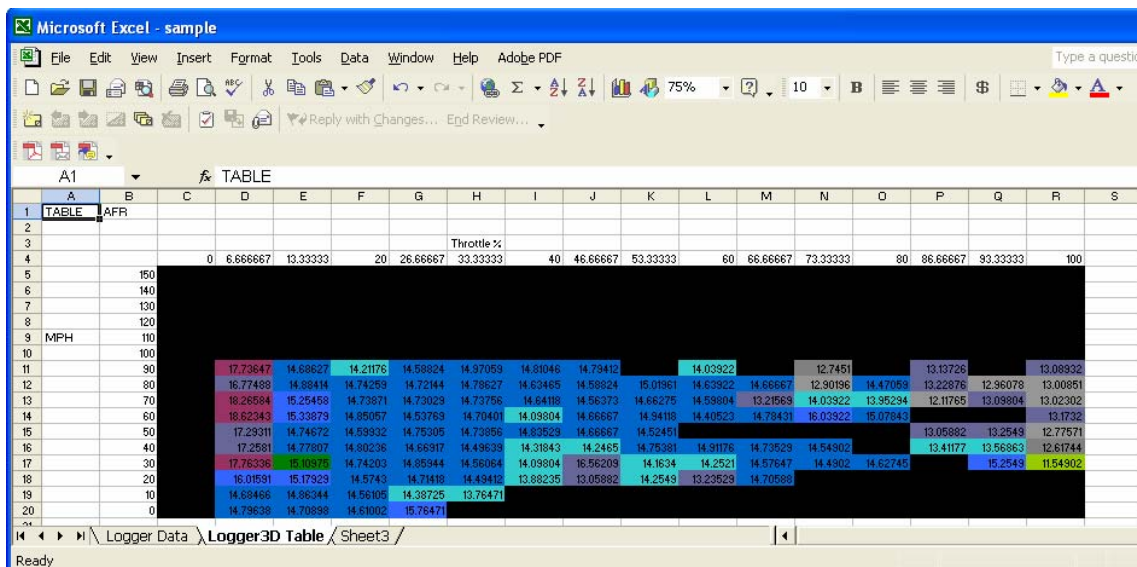 Microsoft Excel - sample
File Edit View Insert Format Tools Data Window Help Adobe PDF Type a questio
75% 10 B $ A
Reply with Changes... End Review...
A1 fx TABLE
A B C D E F G H I J K L M N O P Q R S
1 TABLE AFR
2
3 Throttle %
4 0 6.666667 13.33333 20 26.66667 33.33333 40 46.66667 53.33333 60 66.66667 73.33333 80 86.66667 93.33333 100
5 150
6 140
7 130
8 120
9 MPH 110
10 100
11 90 17.73647 14.68627 14.21176 14.58824 14.97059 14.81046 14.79412 14.03922 12.7451 13.13726 13.08932
12 80 16.77488 14.88414 14.74259 14.72144 14.78627 14.63465 14.58824 15.01961 14.63922 14.66667 12.90196 14.47059 13.22876 12.96078 13.00851
13 70 18.26584 15.25458 14.73871 14.73029 14.73756 14.64118 14.56373 14.66275 14.59804 13.21569 14.03922 13.95294 12.11765 13.09804 13.02302
14 60 18.62343 15.33879 14.85057 14.53769 14.70401 14.09804 14.66667 14.94118 14.40523 14.78431 16.03922 15.07843 13.1732
15 50 17.29311 14.74672 14.59932 14.75305 14.73856 14.83529 14.66667 14.52451 13.05882 13.2549 12.77571
16 40 17.2581 14.77807 14.80236 14.66917 14.49639 14.31843 14.2465 14.75381 14.91176 14.73529 14.54902 13.41177 13.56863 12.61744
17 30 17.76336 15.10975 14.74203 14.85944 14.56064 14.09804 16.56209 14.1634 14.2521 14.57647 14.4902 14.62745 15.2549 11.54902
18 20 16.01591 15.17929 14.5743 14.71418 14.49412 13.88235 13.05882 14.2549 13.23529 14.70588
19 10 14.68466 14.86344 14.56105 14.38725 13.76471
20 0 14.79638 14.70898 14.61002 15.76471
Logger Data Logger3D Table Sheet3
Ready